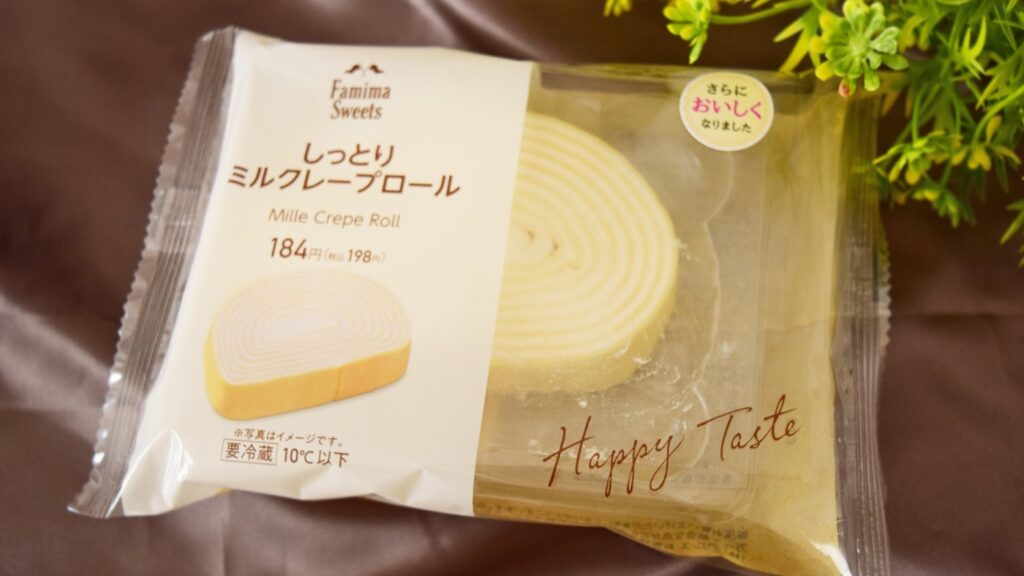 Famima
Sweets
しっとり
ミルクレープロール
Mille Crepe Roll
184円(税込198円)
※写真はイメージです。
要冷蔵 10℃以下
さらに
おいしく
なりました
Happy Taste